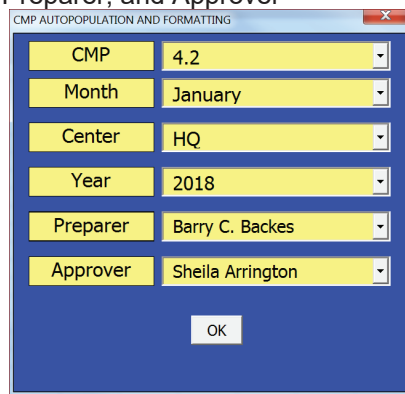 Preparer, and Approver
CMP AUTOPOPULATION AND FORMATTING
CMP 4.2
Month January
Center HQ
Year 2018
Preparer Barry C. Backes
Approver Sheila Arrington
OK